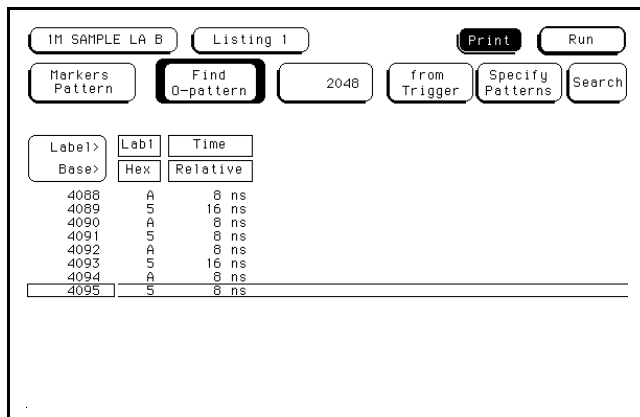 1M SAMPLE LA B Listing 1 Print Run
Markers Pattern Find O-pattern 2048 from Trigger Specify Patterns Search
Label> Lab1 Time
Base> Hex Relative
4088 A 8 ns
4089 5 16 ns
4090 A 8 ns
4091 5 8 ns
4092 A 8 ns
4093 5 16 ns
4094 A 8 ns
4095 5 8 ns